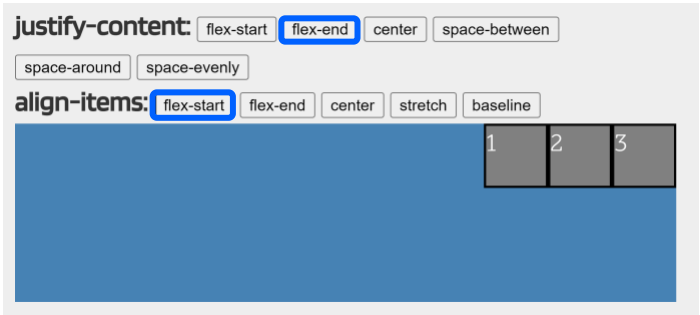 justify-content: flex-start flex-end center space-between
space-around space-evenly
align-items: flex-start flex-end center stretch baseline
1 2 3